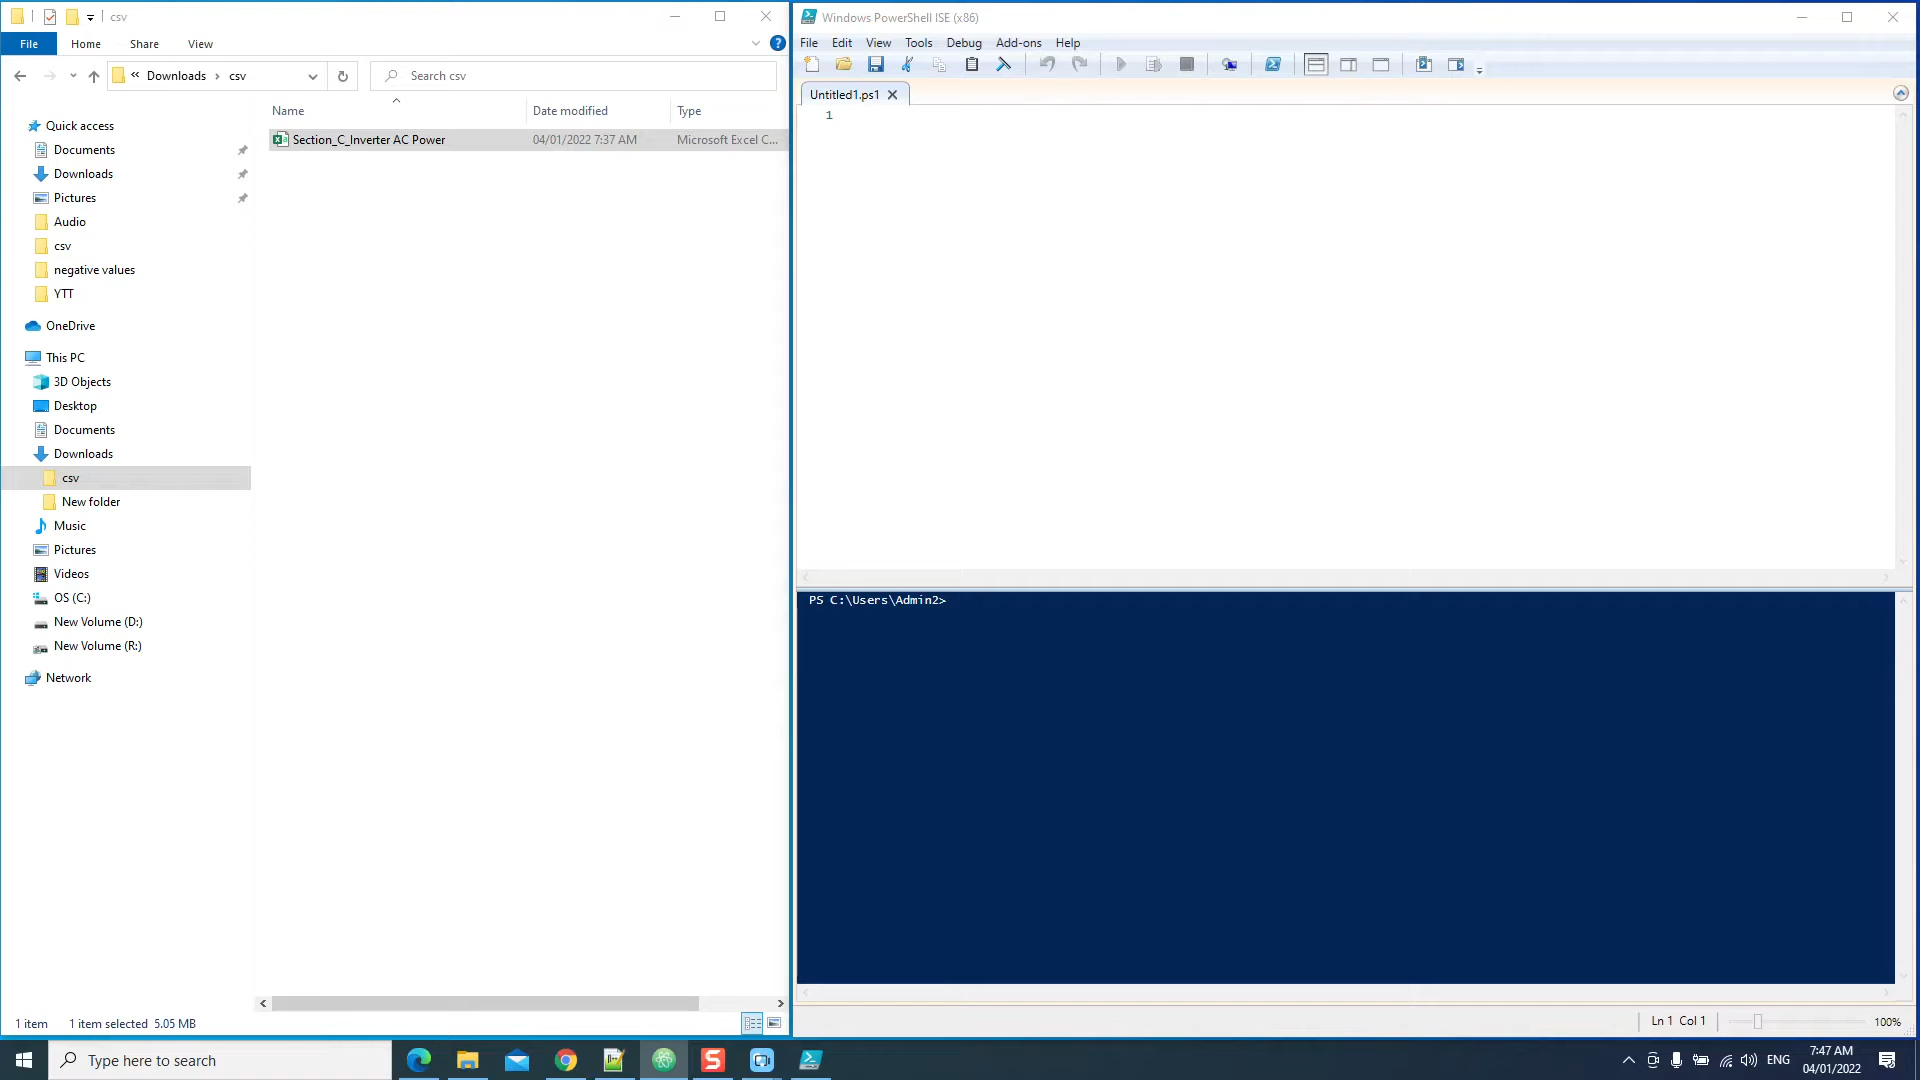 csv
File Home Share View
« Downloads › csv
Search csv
Name Date modified Type
Section_C_Inverter AC Power 04/01/2022 7:37 AM Microsoft Excel C...
Quick access
Documents
Downloads
Pictures
Audio
csv
negative values
YTT
OneDrive
This PC
3D Objects
Desktop
Documents
Downloads
csv
New folder
Music
Pictures
Videos
OS (C:)
New Volume (D:)
New Volume (R:)
Network
1 item 1 item selected 5.05 MB
Windows PowerShell ISE (x86)
File Edit View Tools Debug Add-ons Help
Untitled1.ps1
1
PS C:\Users\Admin2>
Ln 1 Col 1 100%
Type here to search
ENG
7:47 AM
04/01/2022